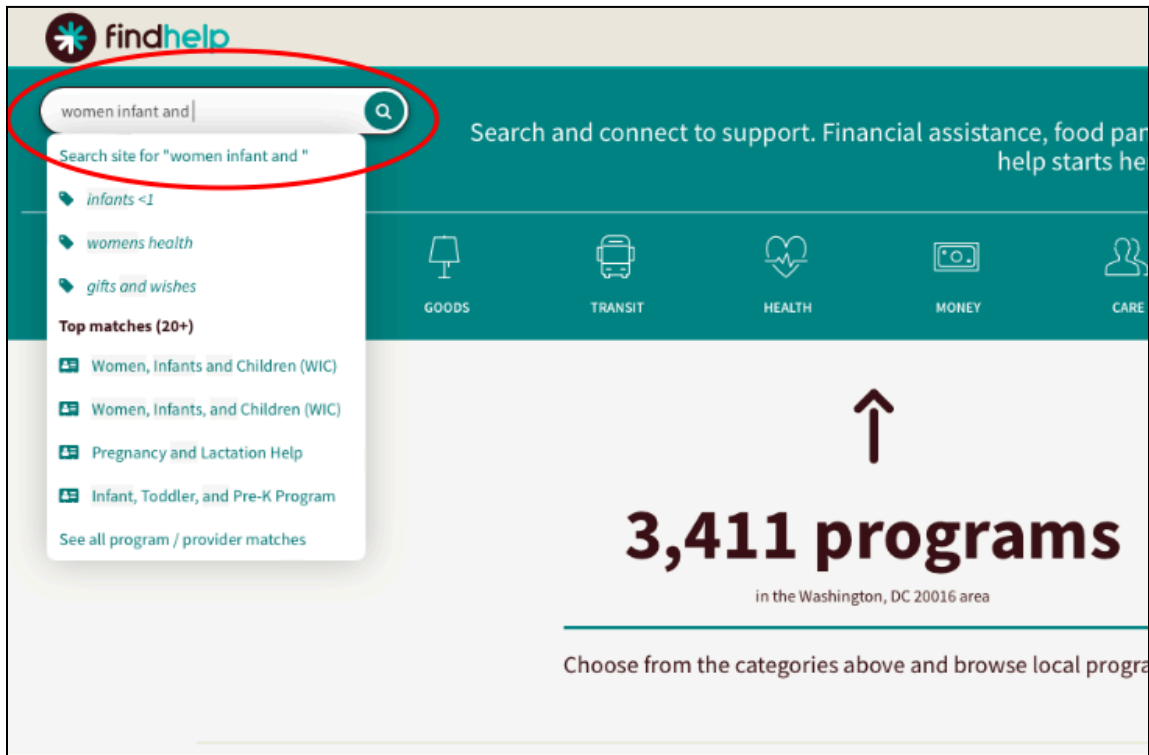 findhelp
women infant and
Search site for "women infant and "
infants <1
womens health
gifts and wishes
Top matches (20+)
Women, Infants and Children (WIC)
Women, Infants, and Children (WIC)
Pregnancy and Lactation Help
Infant, Toddler, and Pre-K Program
See all program / provider matches
Search and connect to support. Financial assistance, food pan
help starts he
GOODS
TRANSIT
HEALTH
MONEY
CARE
3,411 programs
in the Washington, DC 20016 area
Choose from the categories above and browse local progra